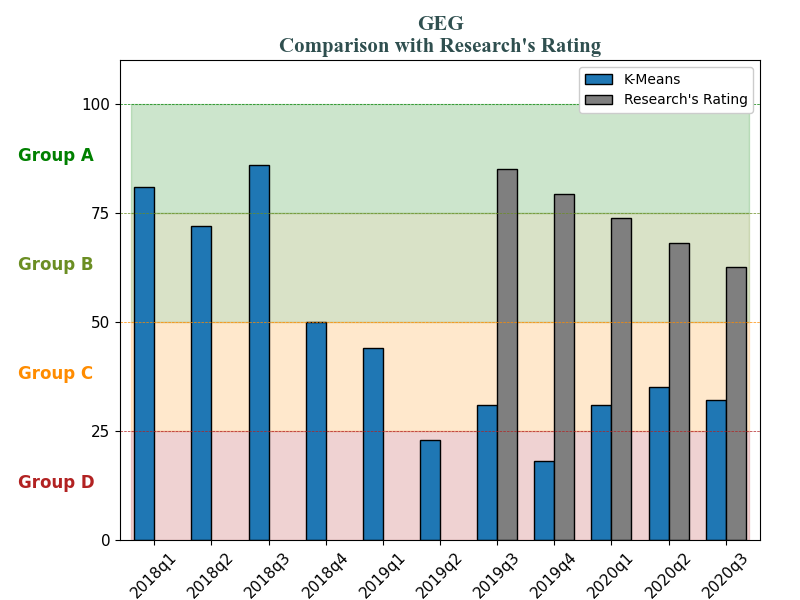 GEG
Comparison with Research's Rating
K-Means
Research's Rating
100
Group A
75
Group B
50
Group C
25
Group D
0
2018q1
2018q2
2018q3
2018q4
2019q1
2019q2
2019q3
2019q4
2020q1
2020q2
2020q3